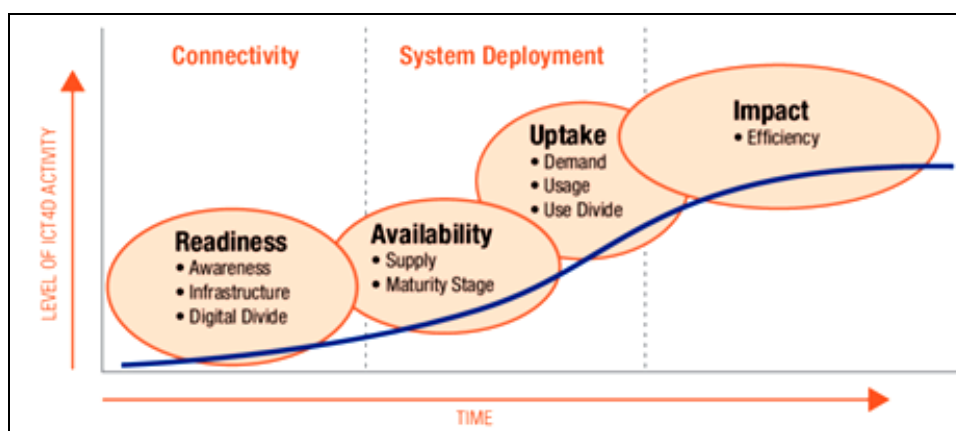 Connectivity
System Deployment
Impact
• Efficiency
Uptake
• Demand
• Usage
• Use Divide
Readiness
• Awareness
• Infrastructure
• Digital Divide
Availability
• Supply
• Maturity Stage
LEVEL OF ICT4D ACTIVITY
TIME